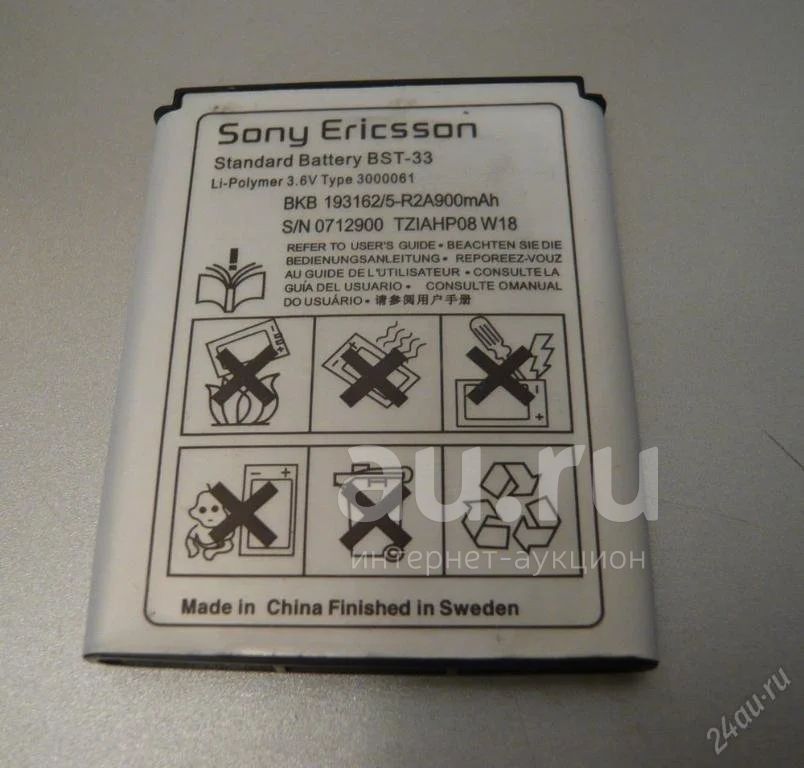 Sony Ericsson
Standard Battery BST-33
Li-Polymer 3.6V Type 3000061
BKB 193162/5-R2A900mAh
S/N 0712900 TZIAHP08 W18
REFER TO USER'S GUIDE • BEACHTEN SIE DIE
BEDIENUNGSANLEITUNG • REPOREEZ-VOUZ
AU GUIDE DE L'UTILISATEUR • CONSULTE LA
GUÍA DEL USUARIO • CONSULTE OMANUAL
DO USUÁRIO • 请参阅用户手册
au.ru
интернет-аукцион
Made in China Finished in Sweden
24au.ru